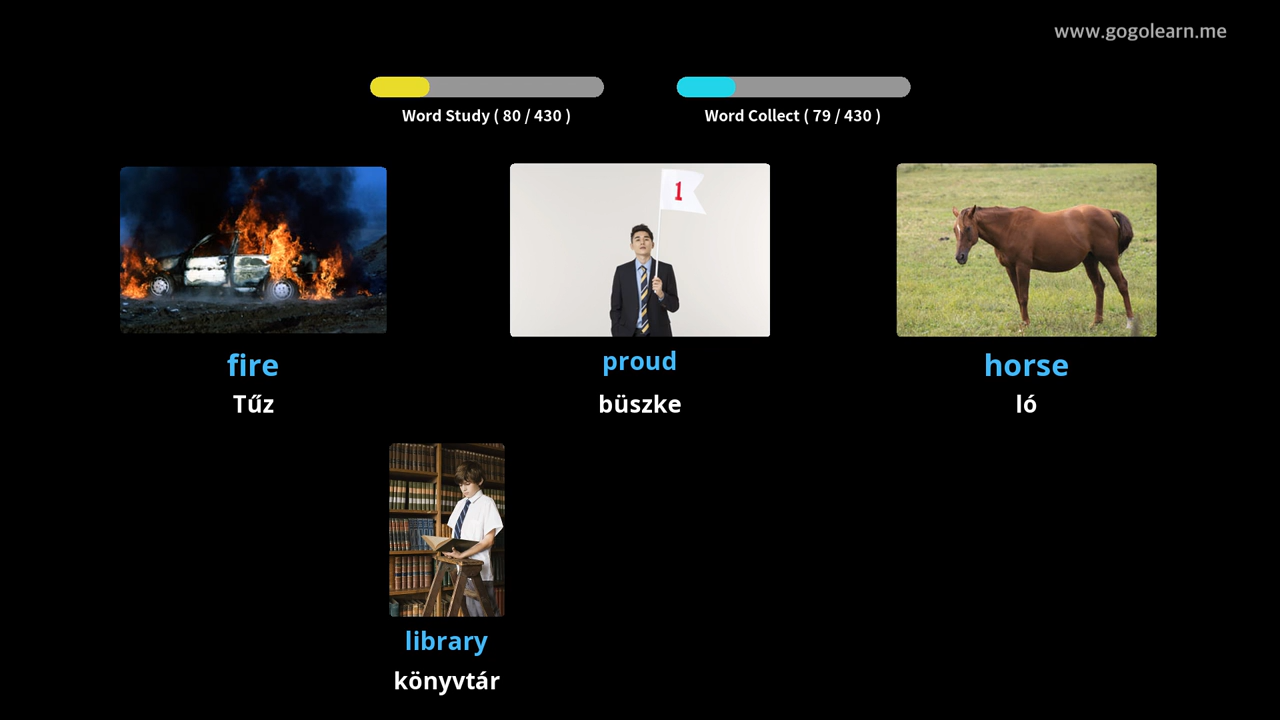 www.gogolearn.me
Word Study ( 80 / 430 )
Word Collect ( 79 / 430 )
1
fire
Tűz
proud
büszke
horse
ló
library
könyvtár